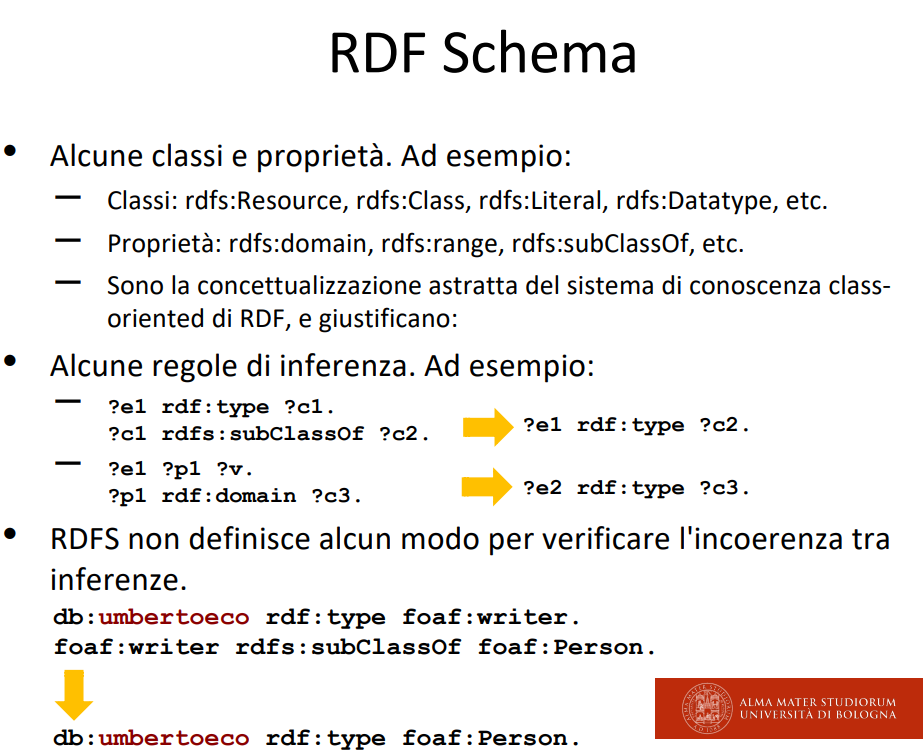 RDF Schema
• Alcune classi e proprietà. Ad esempio:
— Classi: rdfs:Resource, rdfs:Class, rdfs:Literal, rdfs:Datatype, etc.
— Proprietà: rdfs:domain, rdfs:range, rdfs:subClassOf, etc.
— Sono la concettualizzazione astratta del sistema di conoscenza class-
oriented di RDF, e giustificano:
• Alcune regole di inferenza. Ad esempio:
— ?e1 rdf:type ?c1.
?c1 rdfs:subClassOf ?c2.
?e1 rdf:type ?c2.
— ?e1 ?p1 ?v.
?p1 rdf:domain ?c3.
?e2 rdf:type ?c3.
• RDFS non definisce alcun modo per verificare l'incoerenza tra
inferenze.
db:umbertoeco rdf:type foaf:writer.
foaf:writer rdfs:subClassOf foaf:Person.
db:umbertoeco rdf:type foaf:Person.
ALMA MATER STUDIORUM
UNIVERSITÀ DI BOLOGNA